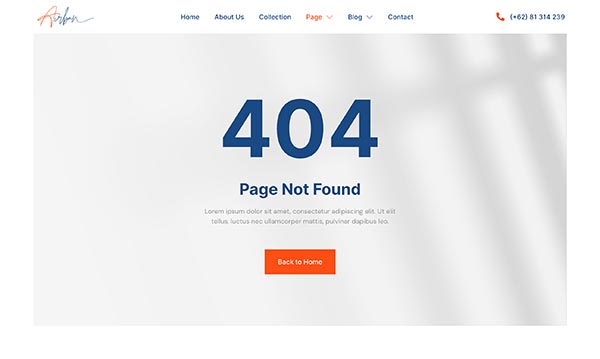 Airban
Home About Us Collection Page Blog Contact (+62) 81 314 239
404
Page Not Found
Lorem ipsum dolor sit amet, consectetur adipiscing elit. Ut elit
tellus, luctus nec ullamcorper mattis, pulvinar dapibus leo.
Back to Home